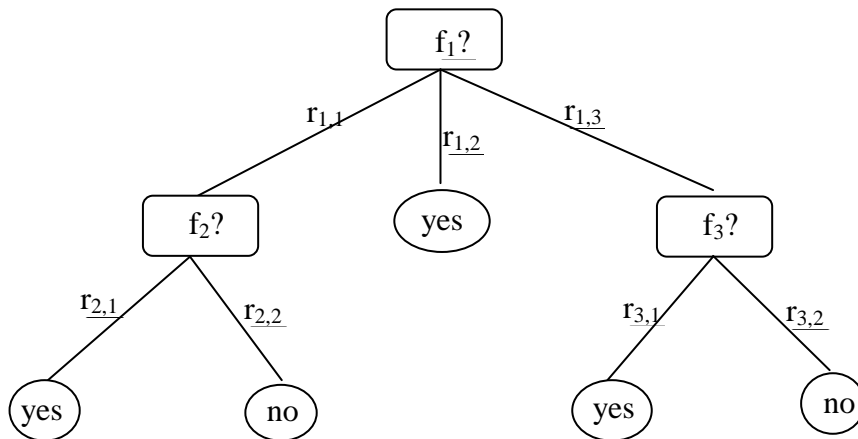 f₁?
r₁,₁
r₁,₂
r₁,₃
f₂?
yes
f₃?
r₂,₁
r₂,₂
r₃,₁
r₃,₂
yes
no
yes
no